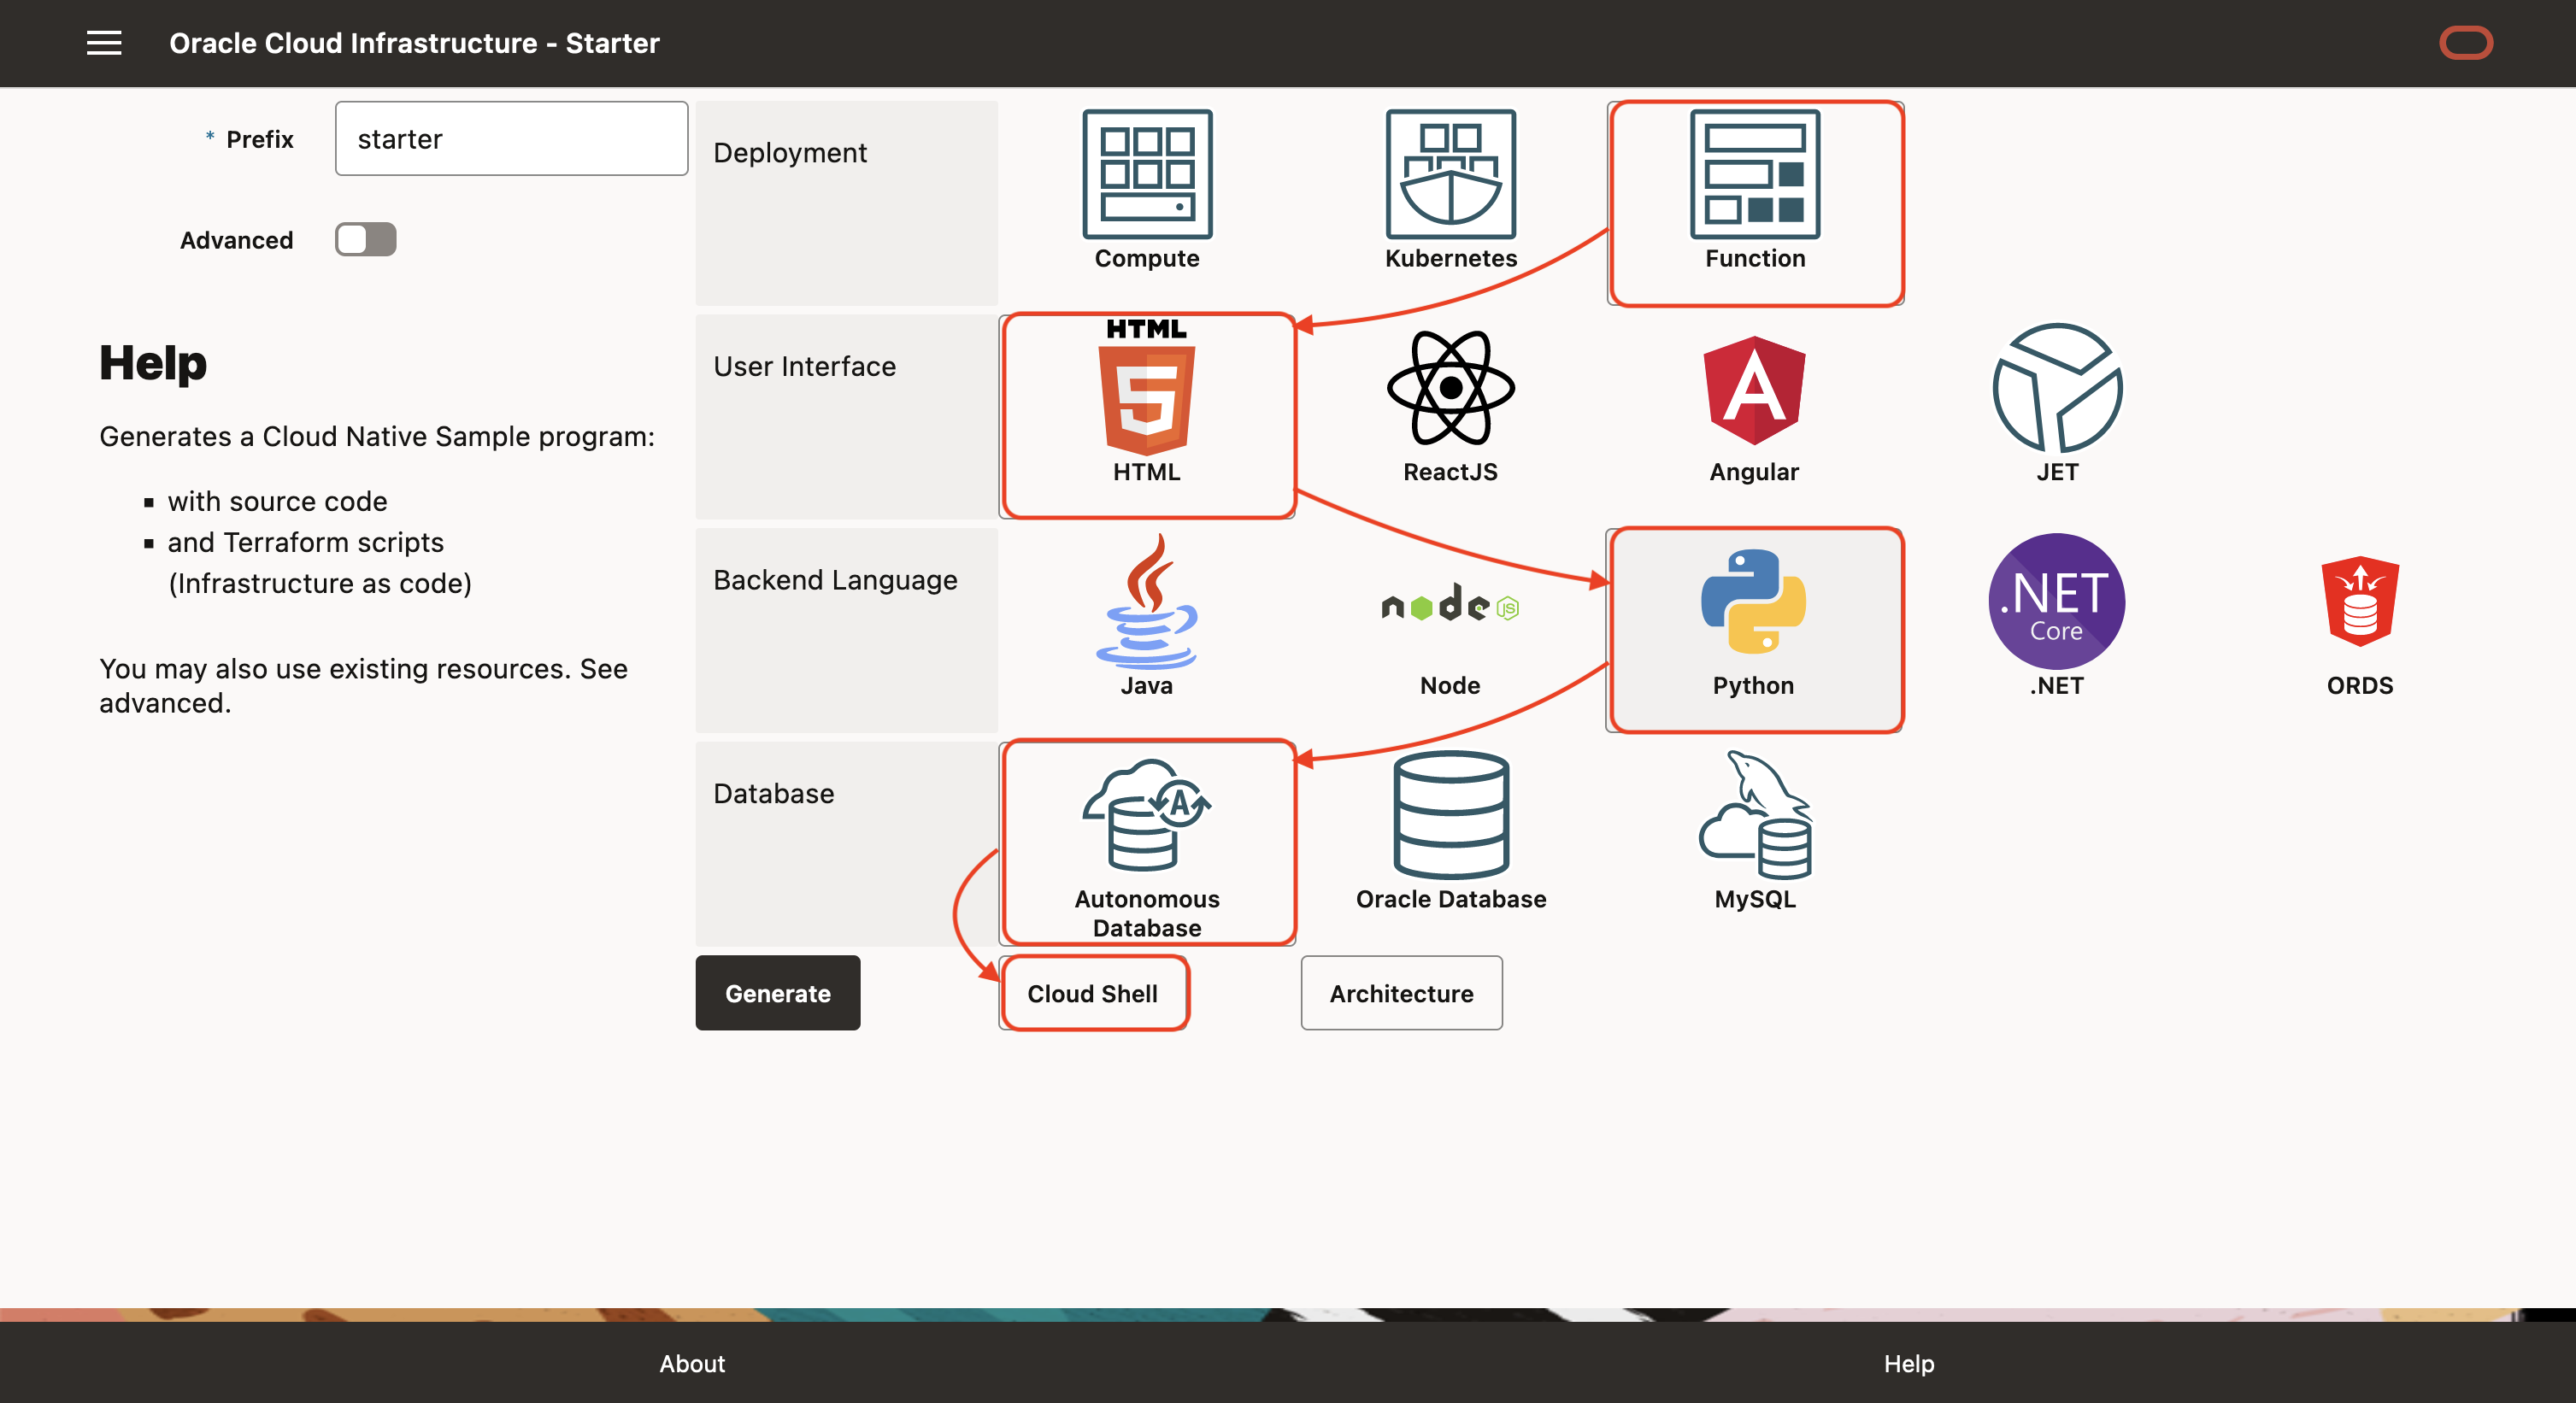 Oracle Cloud Infrastructure - Starter
* Prefix
starter
Advanced
Help
Generates a Cloud Native Sample program:
with source code
and Terraform scripts
(Infrastructure as code)
You may also use existing resources. See
advanced.
Deployment
Compute
Kubernetes
Function
User Interface
HTML
5
HTML
ReactJS
A
Angular
JET
Backend Language
Java
node JS
Node
Python
.NET
Core
.NET
ORDS
Database
A
Autonomous
Database
Oracle Database
MySQL
Generate
Cloud Shell
Architecture
About
Help